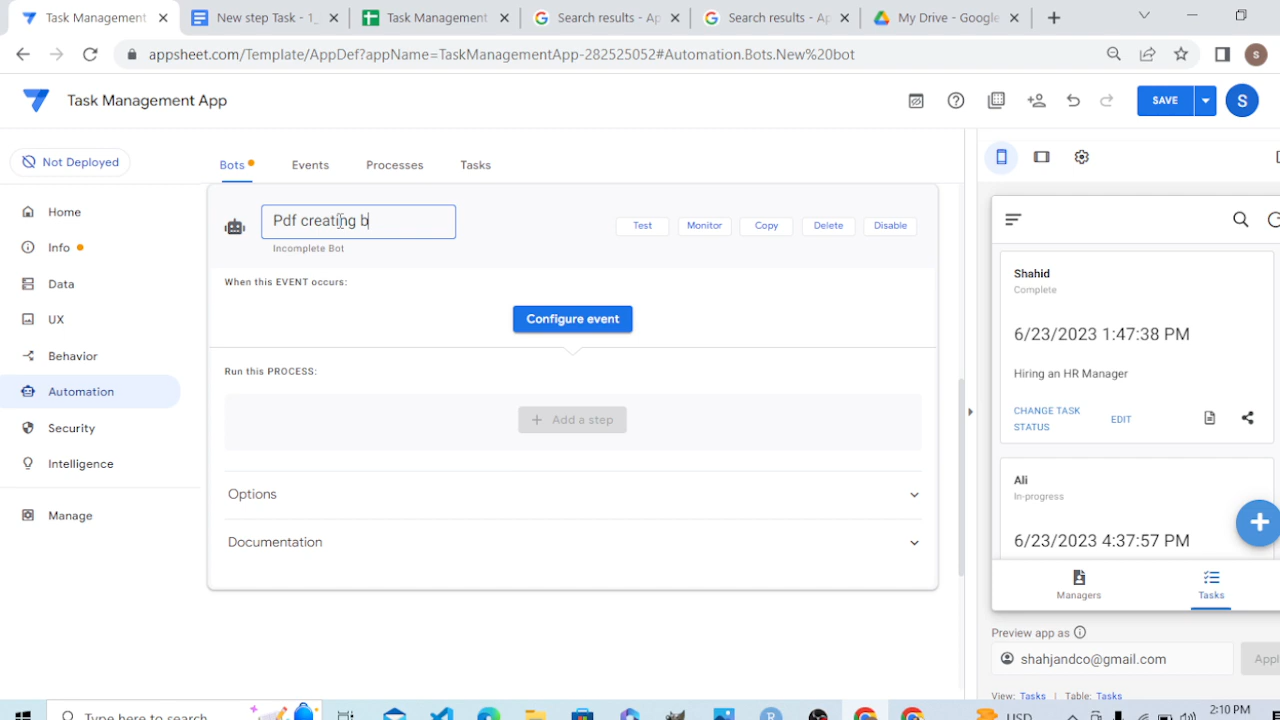 Task Management
New step Task - 1_
Task Management
Search results - Ap
Search results - Ap
My Drive - Google
appsheet.com/Template/AppDef?appName=TaskManagementApp-282525052#Automation.Bots.New%20bot
S
Task Management App
SAVE
S
Not Deployed
Bots
Events
Processes
Tasks
Home
Info
Data
UX
Behavior
Automation
Security
Intelligence
Manage
Pdf creating b
Incomplete Bot
Test
Monitor
Copy
Delete
Disable
When this EVENT occurs:
Configure event
Run this PROCESS:
+ Add a step
Options
Documentation
Shahid
Complete
6/23/2023 1:47:38 PM
Hiring an HR Manager
CHANGE TASK
STATUS
EDIT
Ali
In-progress
6/23/2023 4:37:57 PM
Managers
Tasks
Preview app as
shahjandco@gmail.com
Appl
View: Tasks | Table: Tasks
Type here to search
USD
2:10 PM